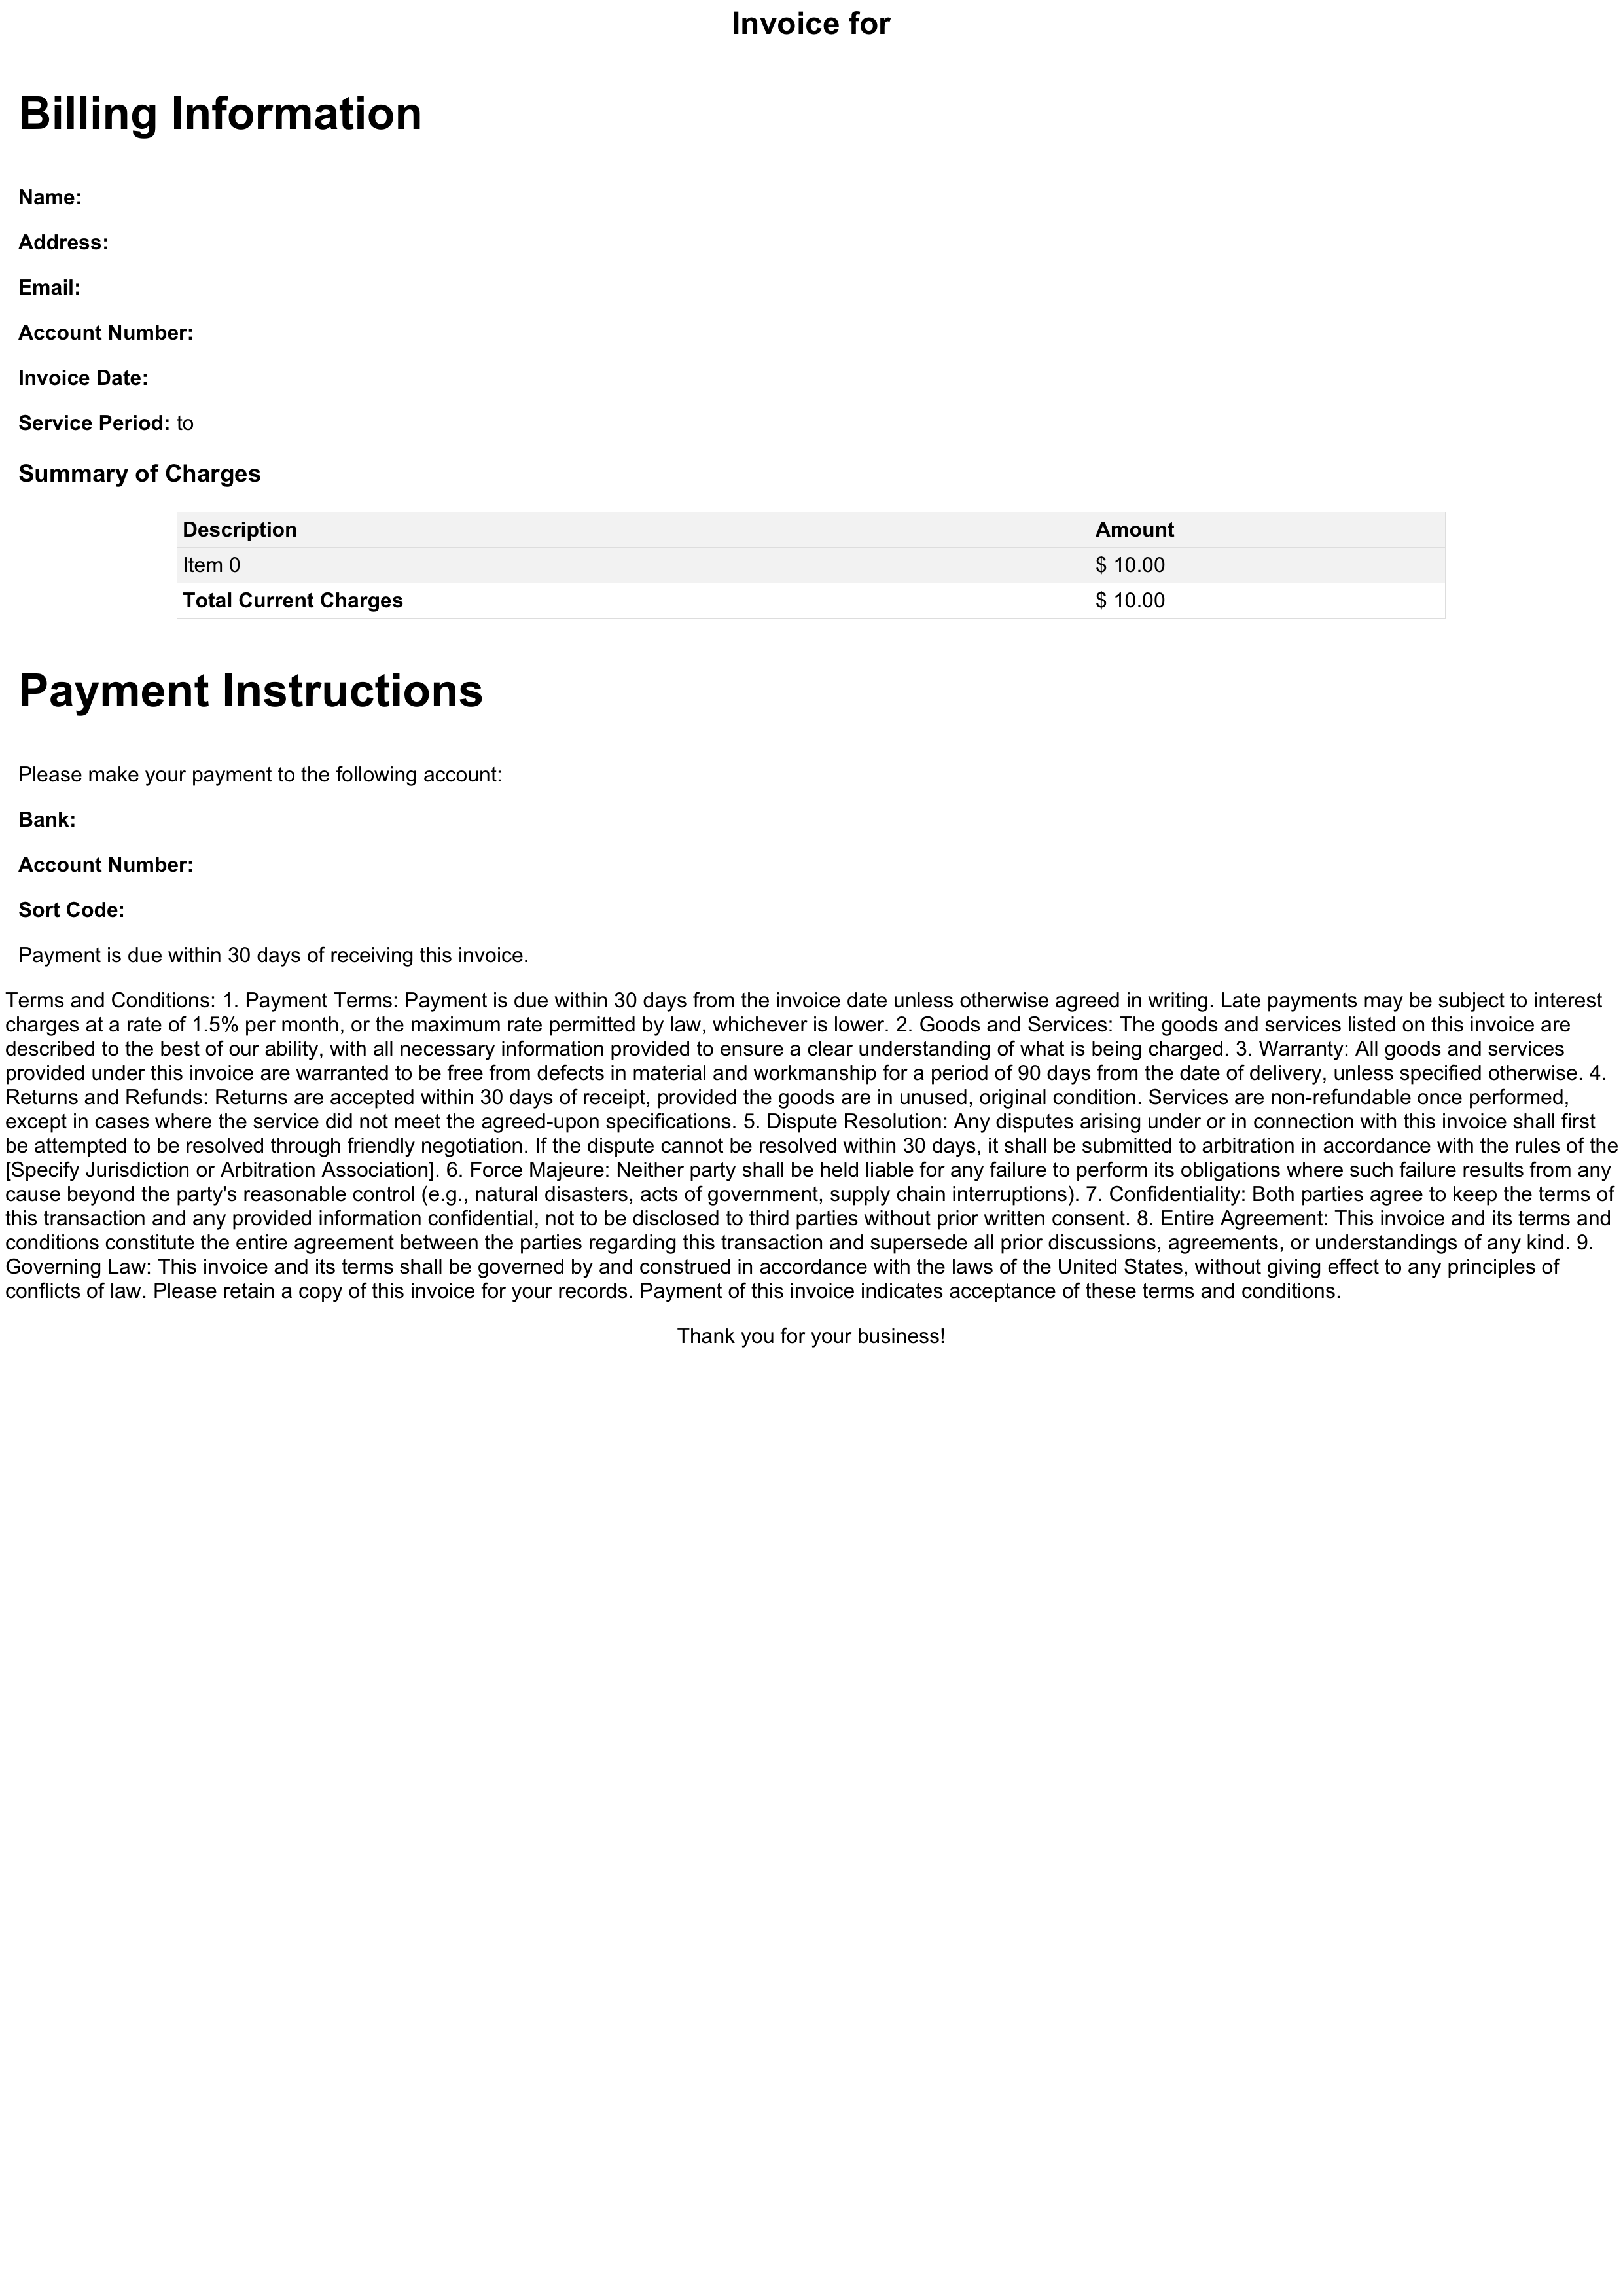 Invoice for
Billing Information
Name:
Address:
Email:
Account Number:
Invoice Date:
Service Period: to
Summary of Charges
Description Amount
Item 0 $ 10.00
Total Current Charges $ 10.00
Payment Instructions
Please make your payment to the following account:
Bank:
Account Number:
Sort Code:
Payment is due within 30 days of receiving this invoice.
Terms and Conditions: 1. Payment Terms: Payment is due within 30 days from the invoice date unless otherwise agreed in writing. Late payments may be subject to interest
charges at a rate of 1.5% per month, or the maximum rate permitted by law, whichever is lower. 2. Goods and Services: The goods and services listed on this invoice are
described to the best of our ability, with all necessary information provided to ensure a clear understanding of what is being charged. 3. Warranty: All goods and services
provided under this invoice are warranted to be free from defects in material and workmanship for a period of 90 days from the date of delivery, unless specified otherwise. 4.
Returns and Refunds: Returns are accepted within 30 days of receipt, provided the goods are in unused, original condition. Services are non-refundable once performed,
except in cases where the service did not meet the agreed-upon specifications. 5. Dispute Resolution: Any disputes arising under or in connection with this invoice shall first
be attempted to be resolved through friendly negotiation. If the dispute cannot be resolved within 30 days, it shall be submitted to arbitration in accordance with the rules of the
[Specify Jurisdiction or Arbitration Association]. 6. Force Majeure: Neither party shall be held liable for any failure to perform its obligations where such failure results from any
cause beyond the party's reasonable control (e.g., natural disasters, acts of government, supply chain interruptions). 7. Confidentiality: Both parties agree to keep the terms of
this transaction and any provided information confidential, not to be disclosed to third parties without prior written consent. 8. Entire Agreement: This invoice and its terms and
conditions constitute the entire agreement between the parties regarding this transaction and supersede all prior discussions, agreements, or understandings of any kind. 9.
Governing Law: This invoice and its terms shall be governed by and construed in accordance with the laws of the United States, without giving effect to any principles of
conflicts of law. Please retain a copy of this invoice for your records. Payment of this invoice indicates acceptance of these terms and conditions.
Thank you for your business!